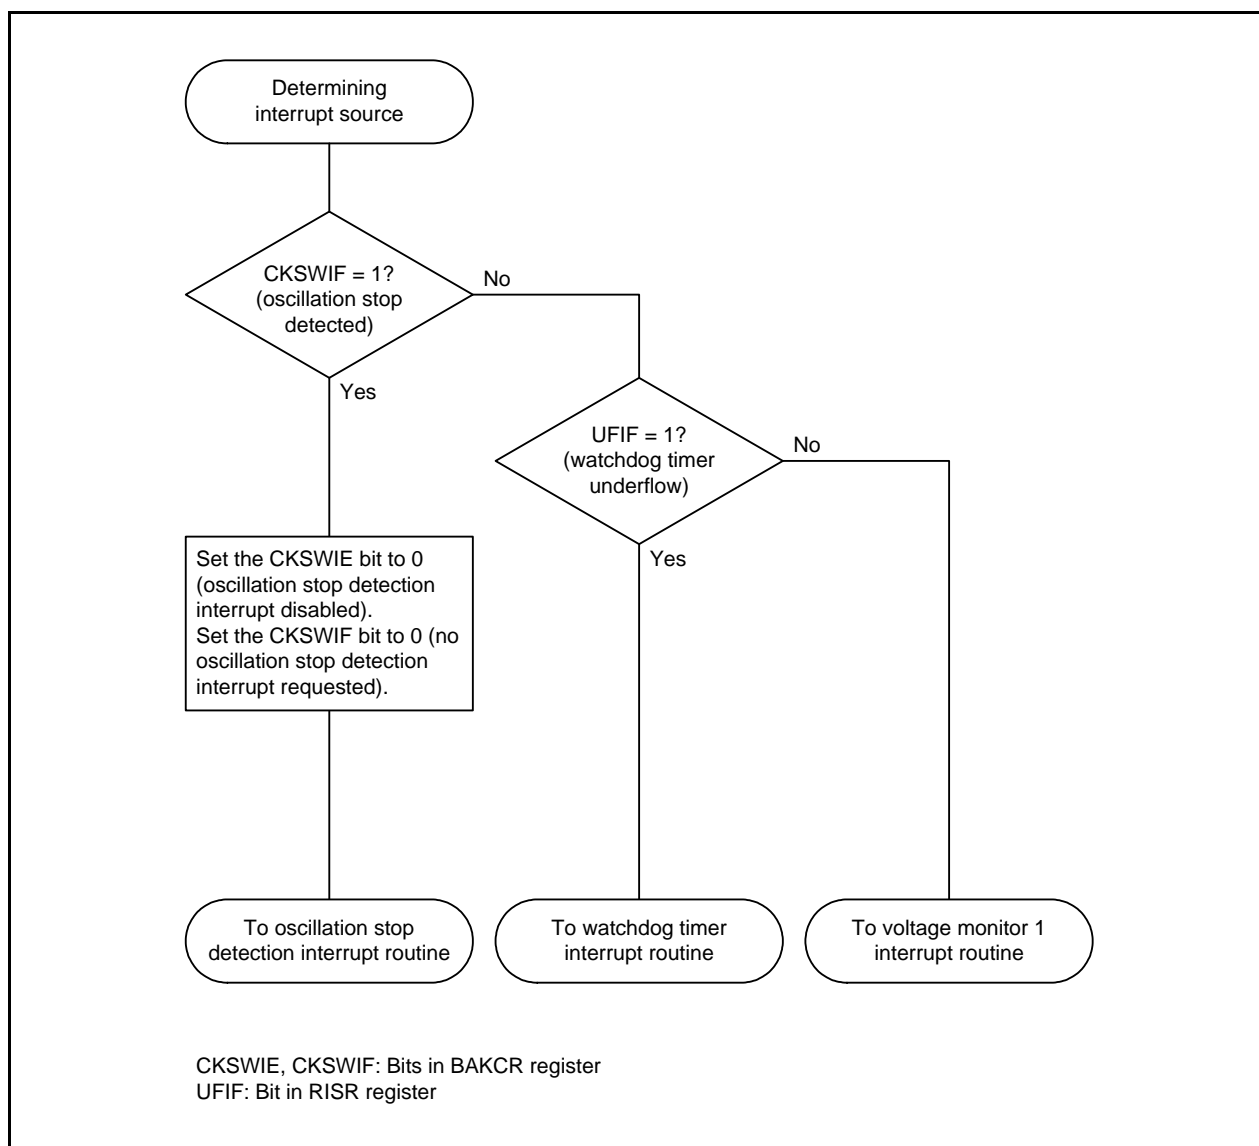 Determining
interrupt source
CKSWIF = 1?
(oscillation stop
detected)
No
Yes
UFIF = 1?
(watchdog timer
underflow)
No
Yes
Set the CKSWIE bit to 0
(oscillation stop detection
interrupt disabled).
Set the CKSWIF bit to 0 (no
oscillation stop detection
interrupt requested).
To oscillation stop
detection interrupt routine
To watchdog timer
interrupt routine
To voltage monitor 1
interrupt routine
CKSWIE, CKSWIF: Bits in BAKCR register
UFIF: Bit in RISR register